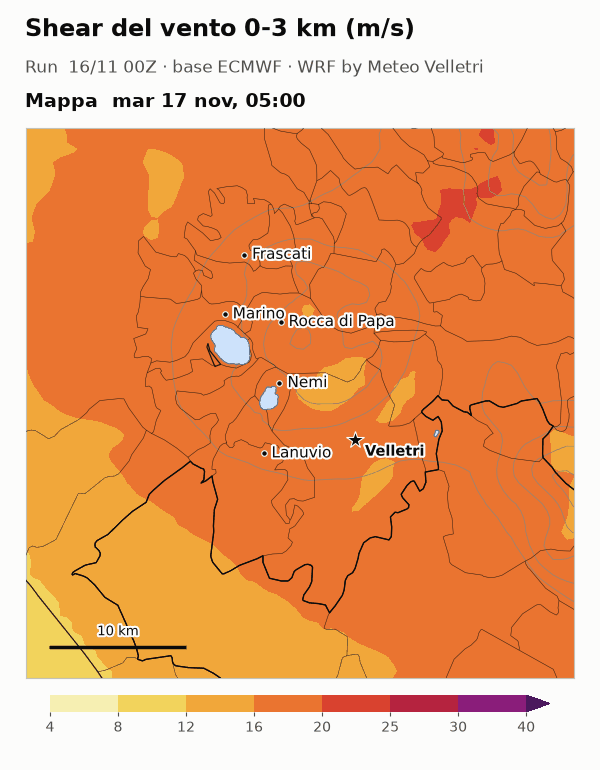 Shear del vento 0-3 km (m/s)
Run 16/11 00Z · base ECMWF · WRF by Meteo Velletri
Mappa mar 17 nov, 05:00
Frascati
Marino
Rocca di Papa
Nemi
Velletri
Lanuvio
10 km
4 8 12 16 20 25 30 40